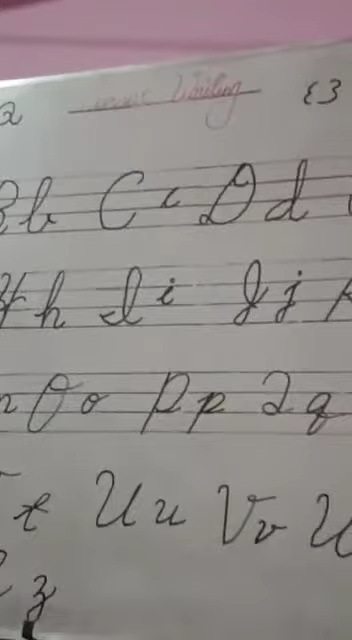 Writing
Bb Cc Dd
Hh Ii Jj
n Oo Pp Qq
t Uu Vv U
z